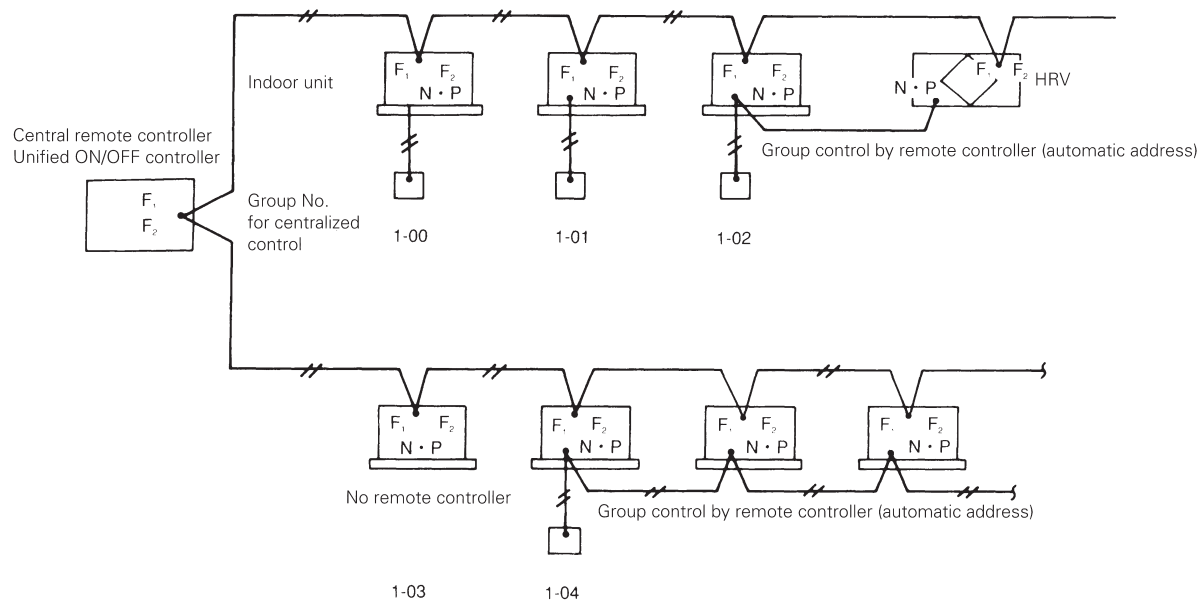 Indoor unit
F₁ F₂
N・P
F₁ F₂
N・P
F₁ F₂
N・P
F₁ F₂
N・P
HRV
Central remote controller
Unified ON/OFF controller
F₁
F₂
Group control by remote controller (automatic address)
Group No.
for centralized
control
1-00
1-01
1-02
F₁ F₂
N・P
F₁ F₂
N・P
F₁ F₂
N・P
F₁ F₂
N・P
No remote controller
Group control by remote controller (automatic address)
1-03
1-04